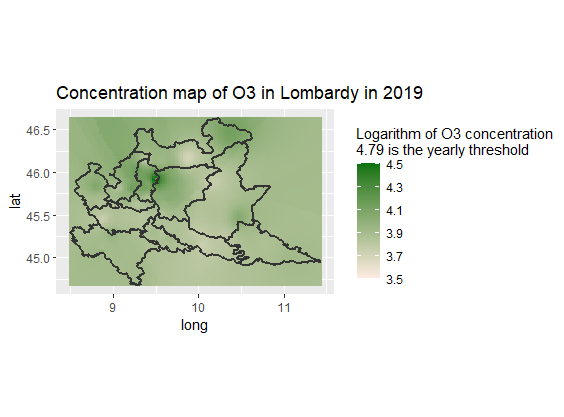 Concentration map of O3 in Lombardy in 2019
Logarithm of O3 concentration
4.79 is the yearly threshold
4.5
4.3
4.1
3.9
3.7
3.5
lat
46.5
46.0
45.5
45.0
9
10
11
long